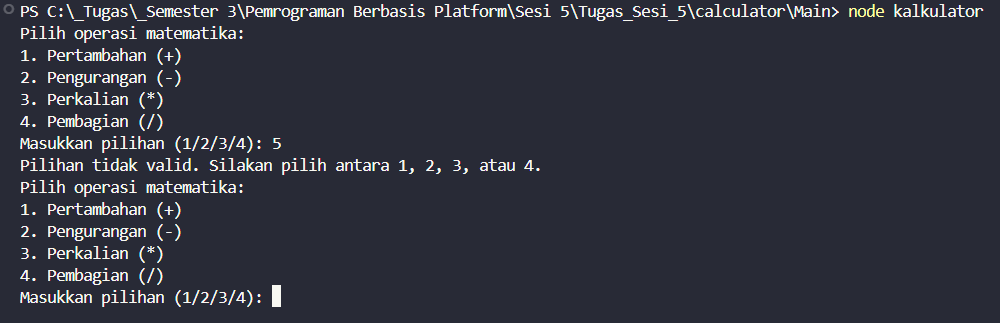 PS C:\_Tugas\_Semester 3\Pemrograman Berbasis Platform\Sesi 5\Tugas_Sesi_5\calculator\Main> node kalkulator
Pilih operasi matematika:
1. Pertambahan (+)
2. Pengurangan (-)
3. Perkalian (*)
4. Pembagian (/)
Masukkan pilihan (1/2/3/4): 5
Pilihan tidak valid. Silakan pilih antara 1, 2, 3, atau 4.
Pilih operasi matematika:
1. Pertambahan (+)
2. Pengurangan (-)
3. Perkalian (*)
4. Pembagian (/)
Masukkan pilihan (1/2/3/4):